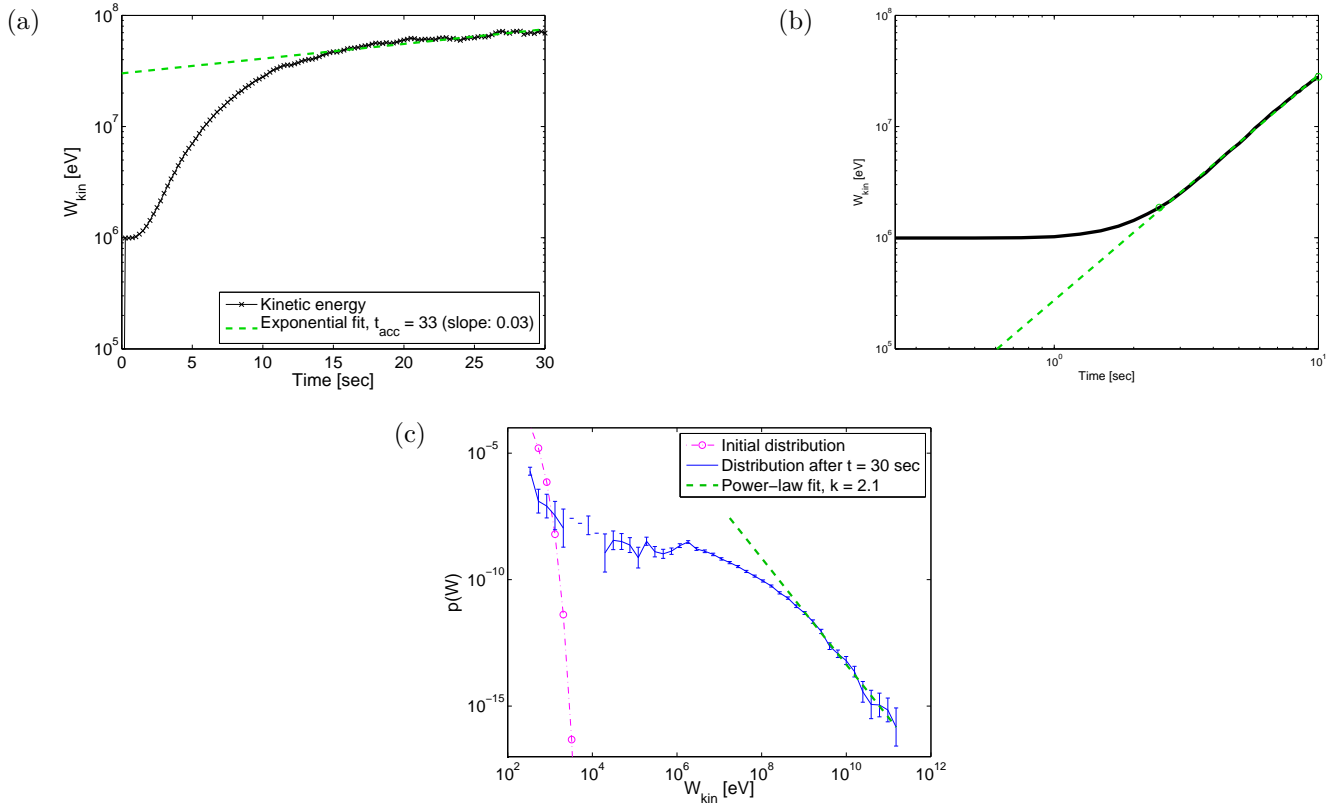 (a)
10^8
10^7
10^6
10^5
W_kin [eV]
0 5 10 15 20 25 30
Time [sec]
Kinetic energy
Exponential fit, t_acc = 33 (slope: 0.03)
(b)
10^8
10^7
10^6
10^5
W_kin [eV]
10^0 10^1
Time [sec]
(c)
10^−5
10^−10
10^−15
p(W)
10^2 10^4 10^6 10^8 10^10 10^12
W_kin [eV]
Initial distribution
Distribution after t = 30 sec
Power−law fit, k = 2.1